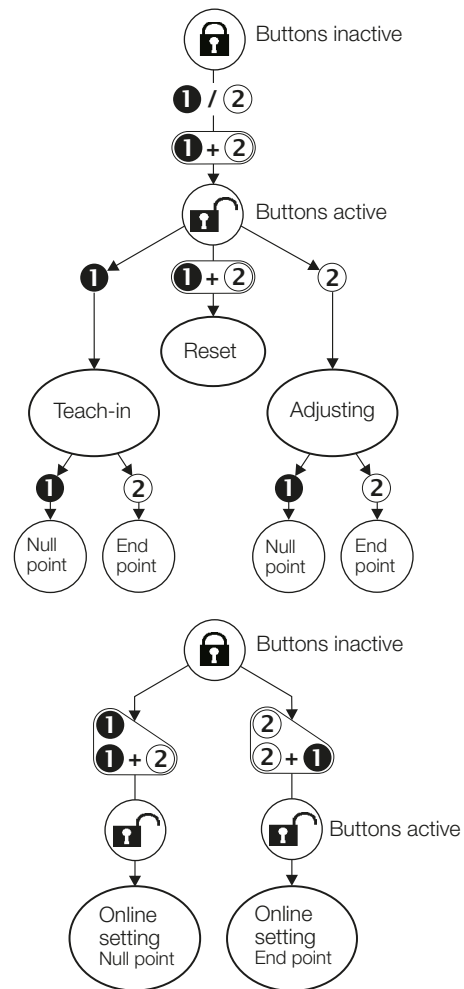 Buttons inactive
1 / 2
1 + 2
Buttons active
1
1 + 2
2
Reset
Teach-in
Adjusting
1
2
1
2
Null
point
End
point
Null
point
End
point
Buttons inactive
1
1 + 2
2
2 + 1
Buttons active
Online
setting
Null point
Online
setting
End point